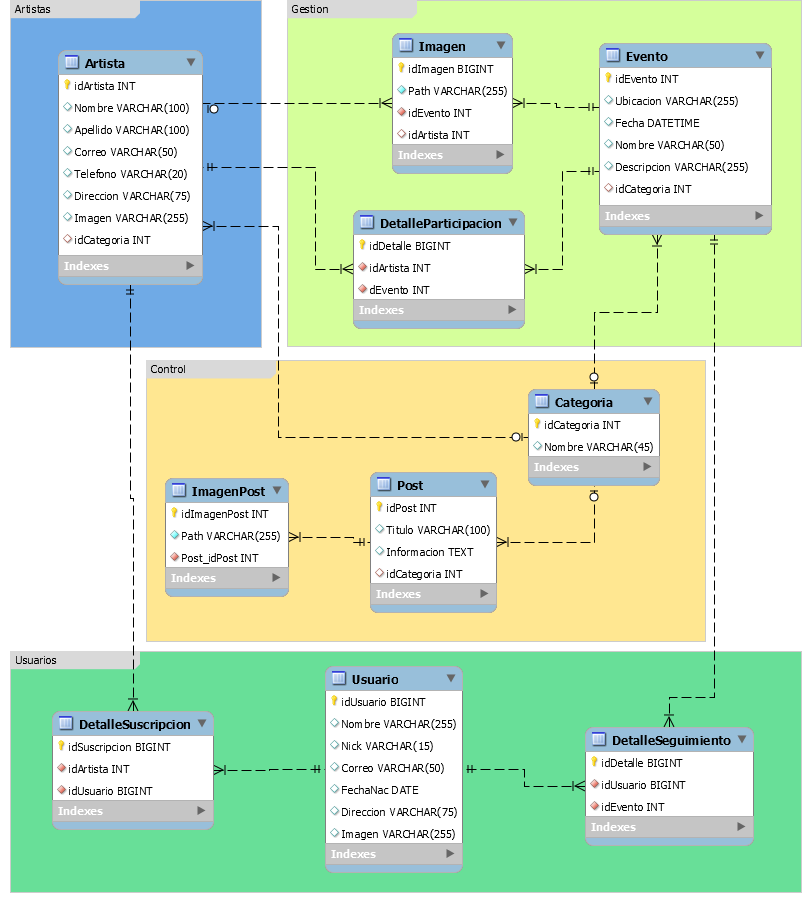 Artistas
Artista
idArtista INT
Nombre VARCHAR(100)
Apellido VARCHAR(100)
Correo VARCHAR(50)
Telefono VARCHAR(20)
Direccion VARCHAR(75)
Imagen VARCHAR(255)
idCategoria INT
Indexes
Gestion
Imagen
idImagen BIGINT
Path VARCHAR(255)
idEvento INT
idArtista INT
Indexes
Evento
idEvento INT
Ubicacion VARCHAR(255)
Fecha DATETIME
Nombre VARCHAR(50)
Descripcion VARCHAR(255)
idCategoria INT
Indexes
DetalleParticipacion
idDetalle BIGINT
idArtista INT
dEvento INT
Indexes
Control
Categoria
idCategoria INT
Nombre VARCHAR(45)
Indexes
ImagenPost
idImagenPost INT
Path VARCHAR(255)
Post_idPost INT
Indexes
Post
idPost INT
Titulo VARCHAR(100)
Informacion TEXT
idCategoria INT
Indexes
Usuarios
DetalleSuscripcion
idSuscripcion BIGINT
idArtista INT
idUsuario BIGINT
Indexes
Usuario
idUsuario BIGINT
Nombre VARCHAR(255)
Nick VARCHAR(15)
Correo VARCHAR(50)
FechaNac DATE
Direccion VARCHAR(75)
Imagen VARCHAR(255)
Indexes
DetalleSeguimiento
idDetalle BIGINT
idUsuario BIGINT
idEvento INT
Indexes